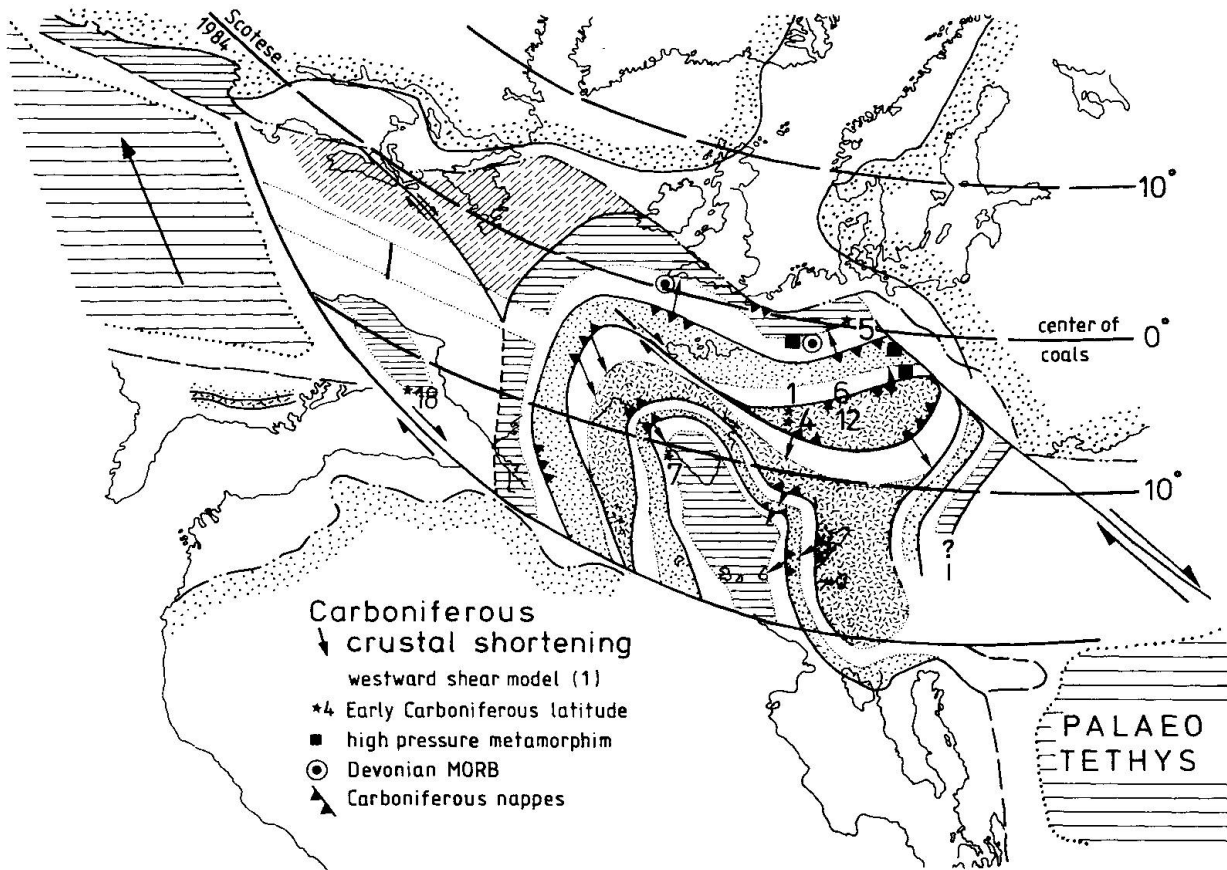 Scotese
1984
10°
5
0°
center of
coals
18
1
6
4
12
7
10°
?
Carboniferous
crustal shortening
westward shear model (1)
*4 Early Carboniferous latitude
high pressure metamorphim
Devonian MORB
Carboniferous nappes
PALAEO
TETHYS